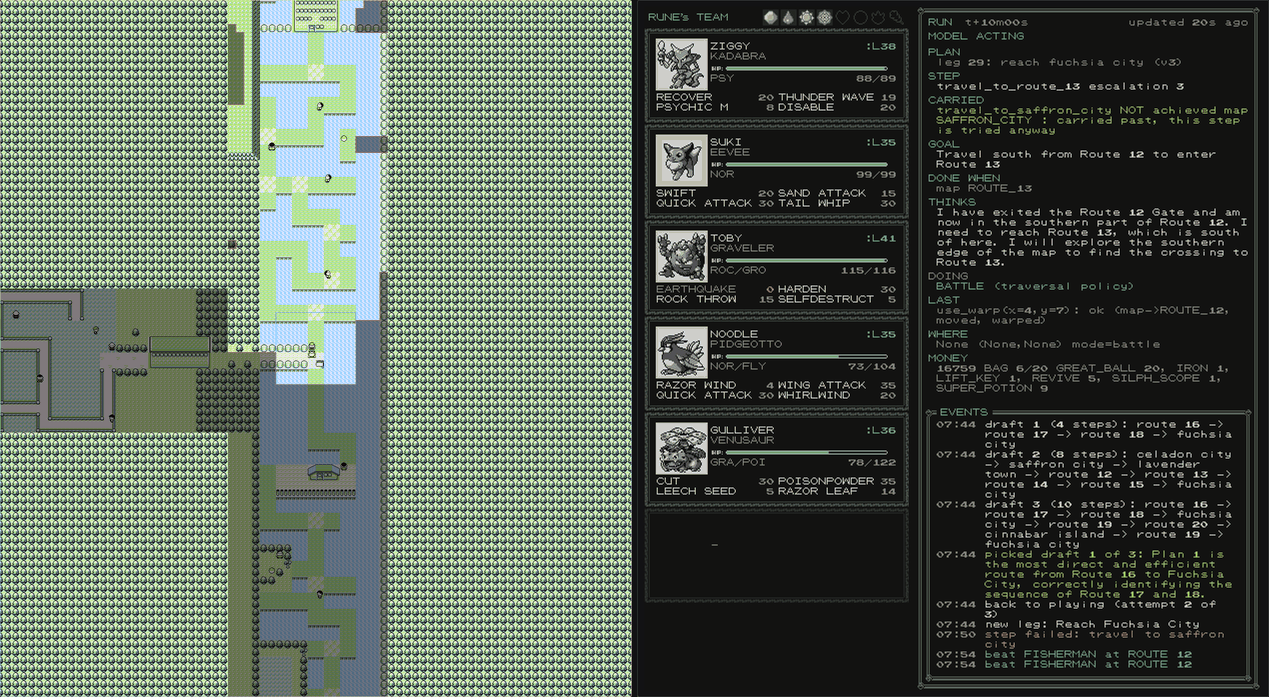 RUNE's TEAM
ZIGGY :L38
KADABRA
HP:
PSY 88/89
RECOVER 20 THUNDER WAVE 19
PSYCHIC M 8 DISABLE 20
SUKI :L35
EEVEE
HP:
NOR 99/99
SWIFT 20 SAND ATTACK 15
QUICK ATTACK 30 TAIL WHIP 30
TOBY :L41
GRAVELER
HP:
ROC/GRO 115/116
EARTHQUAKE 0 HARDEN 30
ROCK THROW 15 SELFDESTRUCT 5
NOODLE :L35
PIDGEOTTO
HP:
NOR/FLY 73/104
RAZOR WIND 4 WING ATTACK 35
QUICK ATTACK 30 WHIRLWIND 20
GULLIVER :L36
VENUSAUR
HP:
GRA/POI 78/122
CUT 30 POISONPOWDER 35
LEECH SEED 5 RAZOR LEAF 14
—
RUN t+10m00s updated 20s ago
MODEL ACTING
PLAN
leg 29: reach fuchsia city (v3)
STEP
travel_to_route_13 escalation 3
CARRIED
travel_to_saffron_city NOT achieved map
SAFFRON_CITY : carried past, this step
is tried anyway
GOAL
Travel south from Route 12 to enter
Route 13
DONE WHEN
map ROUTE_13
THINKS
I have exited the Route 12 Gate and am
now in the southern part of Route 12. I
need to reach Route 13, which is south
of here. I will explore the southern
edge of the map to find the crossing to
Route 13.
DOING
BATTLE (traversal policy)
LAST
use_warp(x=4,y=7): ok (map->ROUTE_12,
moved, warped)
WHERE
None (None,None) mode=battle
MONEY
16759 BAG 6/20 GREAT_BALL 20, IRON 1,
LIFT_KEY 1, REVIVE 5, SILPH_SCOPE 1,
SUPER_POTION 9
EVENTS
07:44 draft 1 (4 steps): route 16 ->
route 17 -> route 18 -> fuchsia
city
07:44 draft 2 (8 steps): celadon city
-> saffron city -> lavender
town -> route 12 -> route 13 ->
route 14 -> route 15 -> fuchsia
city
07:44 draft 3 (10 steps): route 16 ->
route 17 -> route 18 -> fuchsia
city -> route 19 -> route 20 ->
cinnabar island -> route 19 ->
fuchsia city
07:44 picked draft 1 of 3: Plan 1 is
the most direct and efficient
route from Route 16 to Fuchsia
City, correctly identifying the
sequence of Route 17 and 18.
07:44 back to playing (attempt 2 of
3)
07:44 new leg: Reach Fuchsia City
07:50 step failed: travel to saffron
city
07:54 beat FISHERMAN at ROUTE 12
07:54 beat FISHERMAN at ROUTE 12